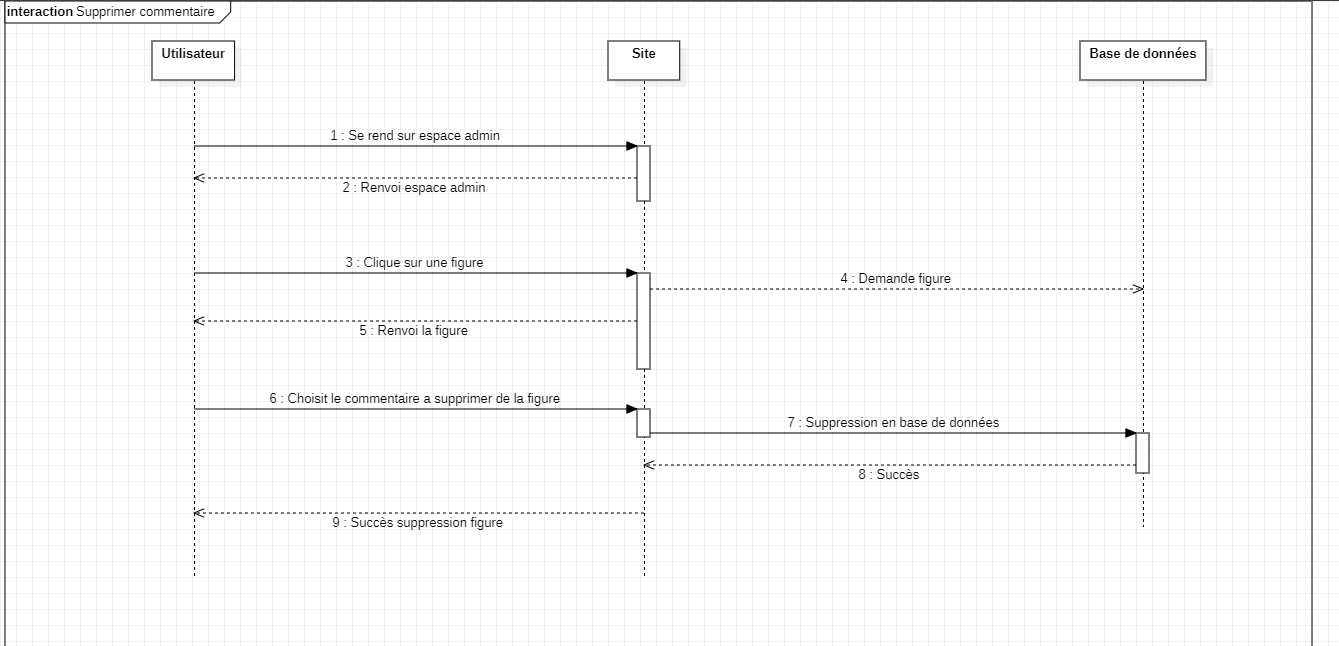 interaction Supprimer commentaire
Utilisateur
Site
Base de données
1 : Se rend sur espace admin
2 : Renvoi espace admin
3 : Clique sur une figure
4 : Demande figure
5 : Renvoi la figure
6 : Choisit le commentaire a supprimer de la figure
7 : Suppression en base de données
8 : Succès
9 : Succès suppression figure